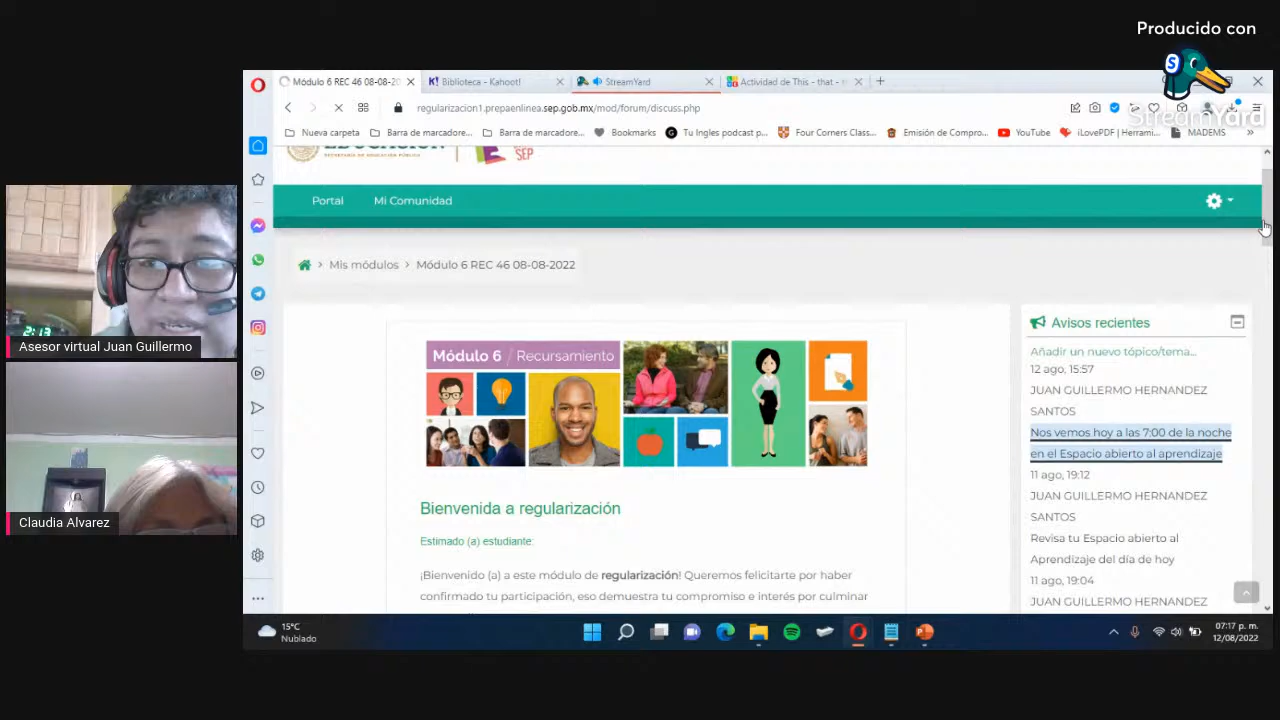 Producido con
StreamYard
Módulo 6 REC 46 08-08-20
Biblioteca - Kahoot!
StreamYard
Actividad de This - that - t
regularizacion1.prepaenlinea.sep.gob.mx/mod/forum/discuss.php
Nueva carpeta
Barra de marcadore...
Barra de marcadore...
Bookmarks
Tu Ingles podcast p...
Four Corners Class...
Emisión de Compro...
YouTube
iLovePDF | Herrami...
MADEMS
SEP
Portal
Mi Comunidad
> Mis módulos > Módulo 6 REC 46 08-08-2022
Módulo 6 / Recursamiento
Bienvenida a regularización
Estimado (a) estudiante:
¡Bienvenido (a) a este módulo de regularización! Queremos felicitarte por haber
confirmado tu participación, eso demuestra tu compromiso e interés por culminar
Avisos recientes
Añadir un nuevo tópico/tema...
12 ago, 15:57
JUAN GUILLERMO HERNANDEZ
SANTOS
Nos vemos hoy a las 7:00 de la noche
en el Espacio abierto al aprendizaje
11 ago, 19:12
JUAN GUILLERMO HERNANDEZ
SANTOS
Revisa tu Espacio abierto al
Aprendizaje del día de hoy
11 ago, 19:04
JUAN GUILLERMO HERNANDEZ
2:13
Asesor virtual Juan Guillermo
Claudia Alvarez
15°C
Nublado
07:17 p. m.
12/08/2022